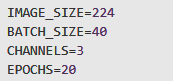 IMAGE_SIZE=224
BATCH_SIZE=40
CHANNELS=3
EPOCHS=20